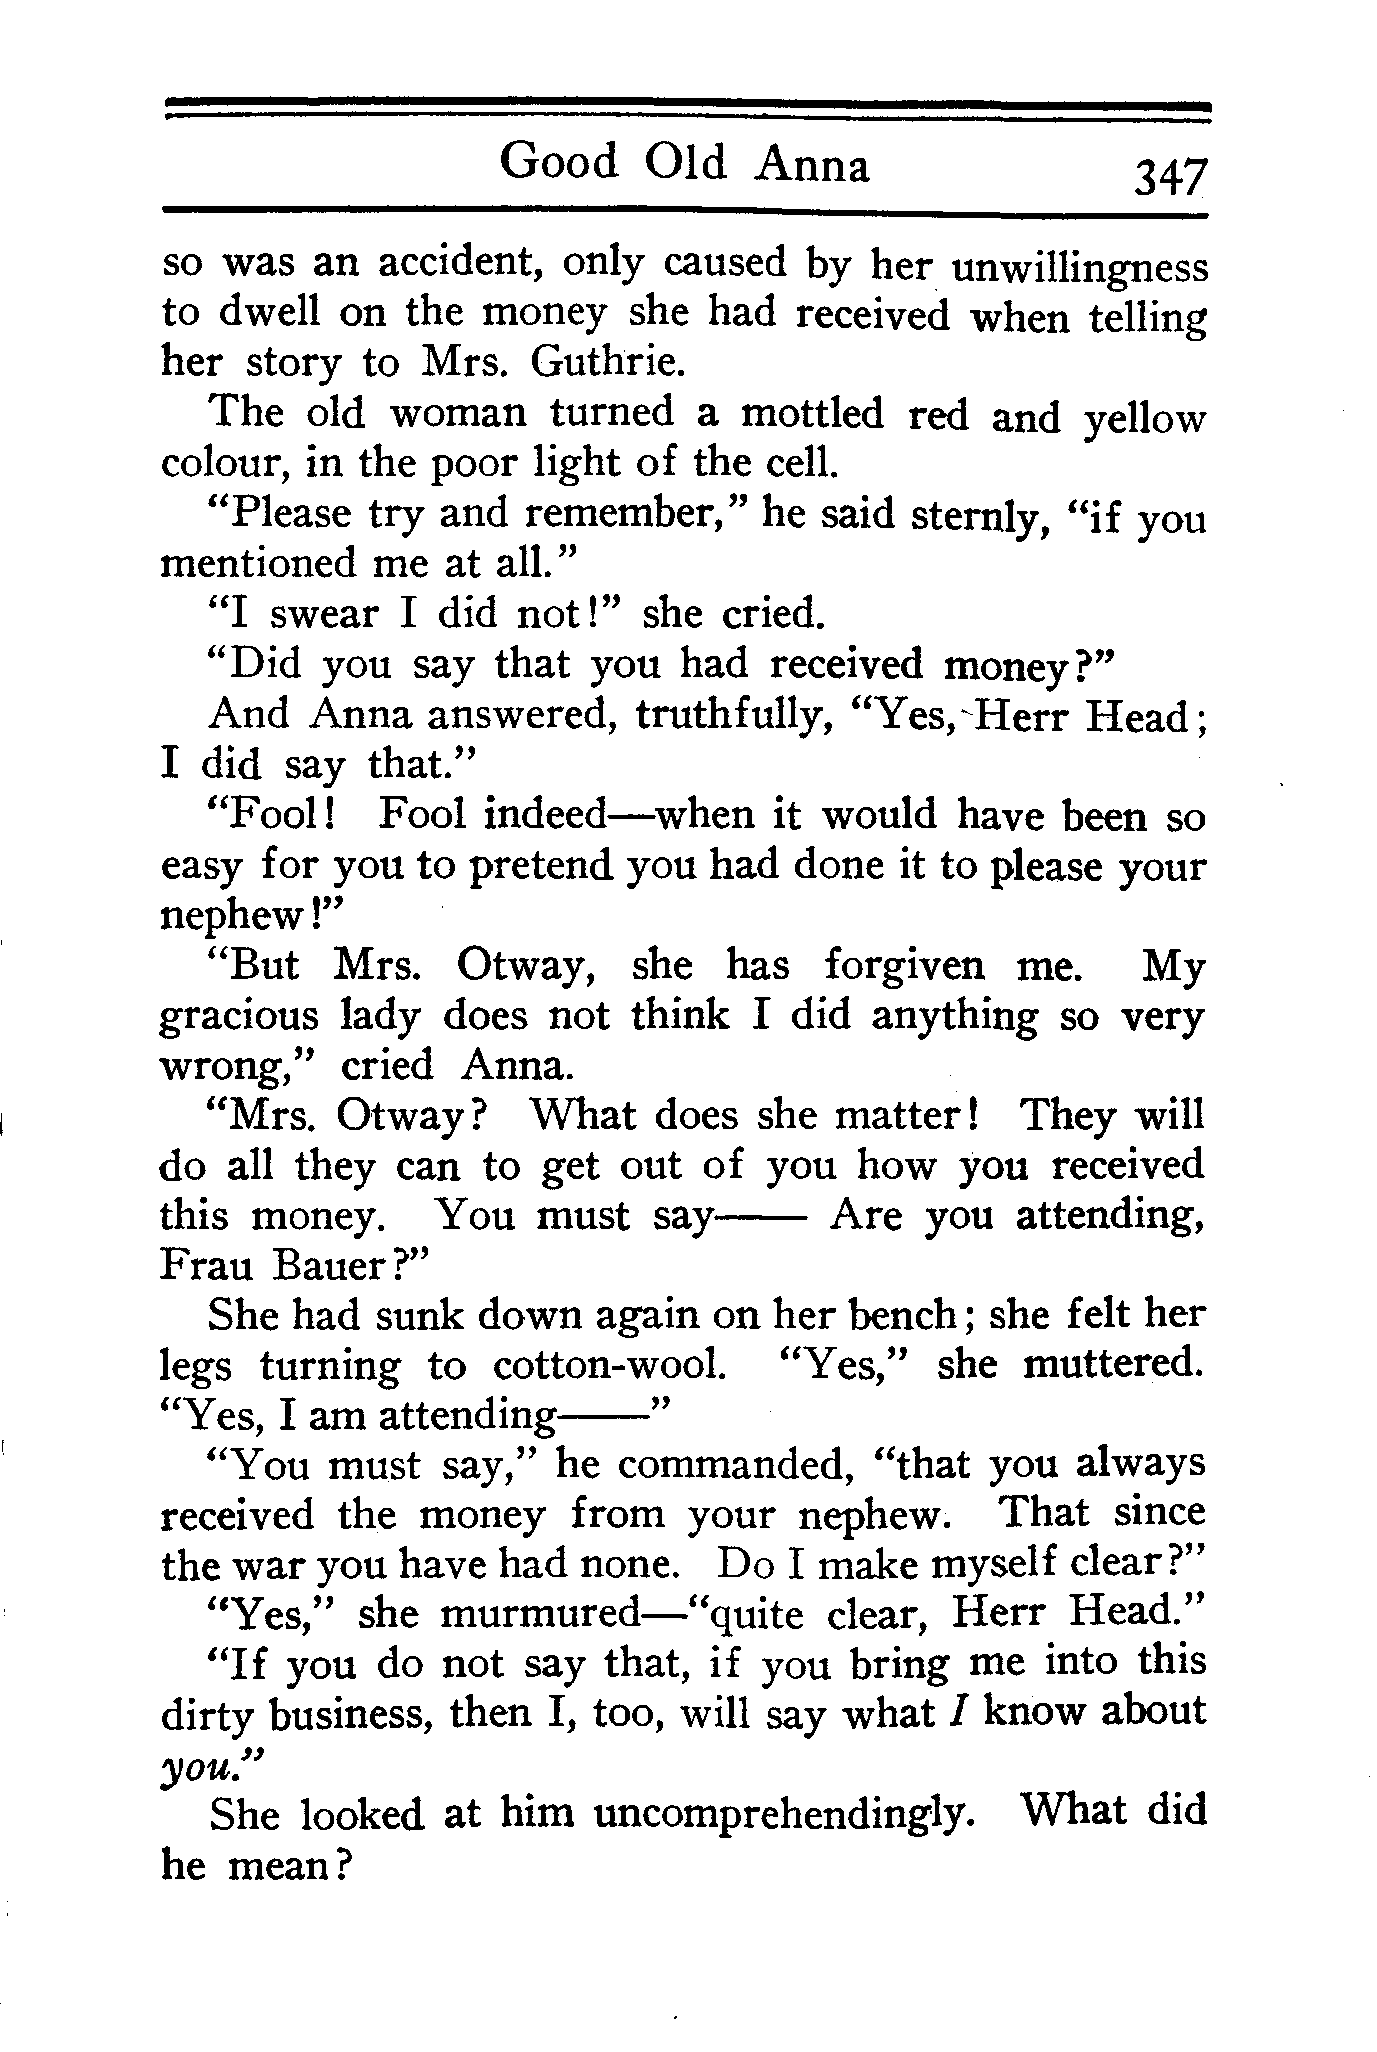 Good Old Anna 347
so was an accident, only caused by her unwillingness
to dwell on the money she had received when telling
her story to Mrs. Guthrie.
The old woman turned a mottled red and yellow
colour, in the poor light of the cell.
“Please try and remember,” he said sternly, “if you
mentioned me at all.”
“I swear I did not!” she cried.
“Did you say that you had received money?”
And Anna answered, truthfully, “Yes, Herr Head;
I did say that.”
“Fool! Fool indeed—when it would have been so
easy for you to pretend you had done it to please your
nephew!”
“But Mrs. Otway, she has forgiven me. My
gracious lady does not think I did anything so very
wrong,” cried Anna.
“Mrs. Otway? What does she matter! They will
do all they can to get out of you how you received
this money. You must say—— Are you attending,
Frau Bauer?”
She had sunk down again on her bench; she felt her
legs turning to cotton-wool. “Yes,” she muttered.
“Yes, I am attending——”
“You must say,” he commanded, “that you always
received the money from your nephew. That since
the war you have had none. Do I make myself clear?”
“Yes,” she murmured—“quite clear, Herr Head.”
“If you do not say that, if you bring me into this
dirty business, then I, too, will say what I know about
you.”
She looked at him uncomprehendingly. What did
he mean?